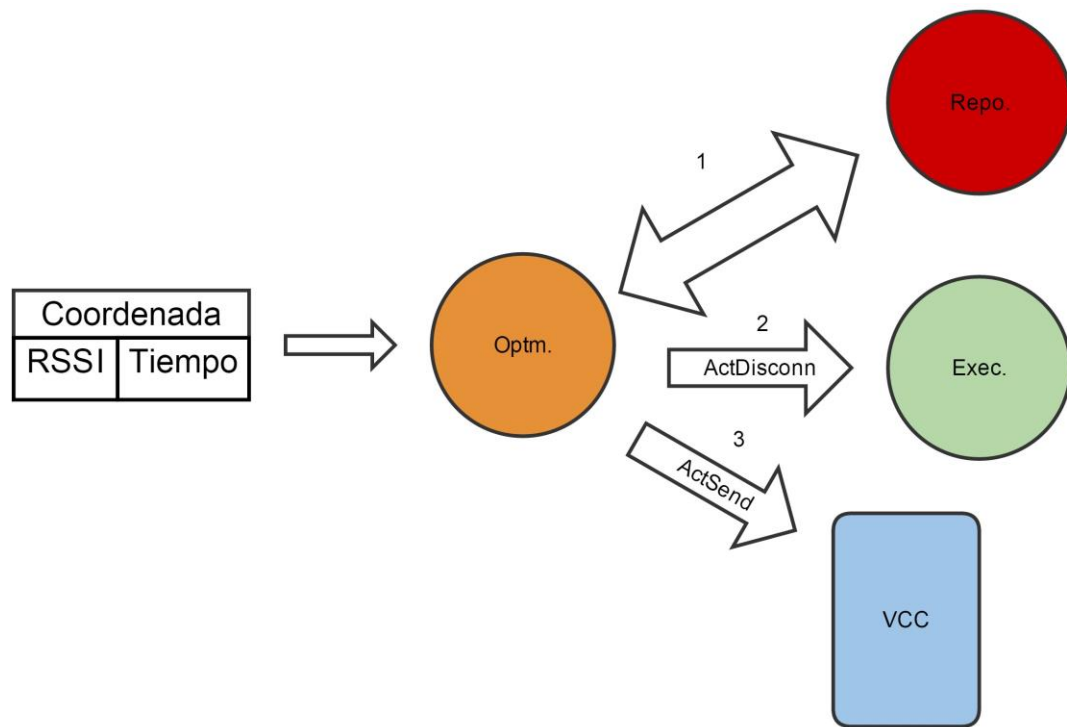 Repo.
1
Coordenada
RSSI
Tiempo
Optm.
2
ActDisconn
Exec.
3
ActSend
VCC